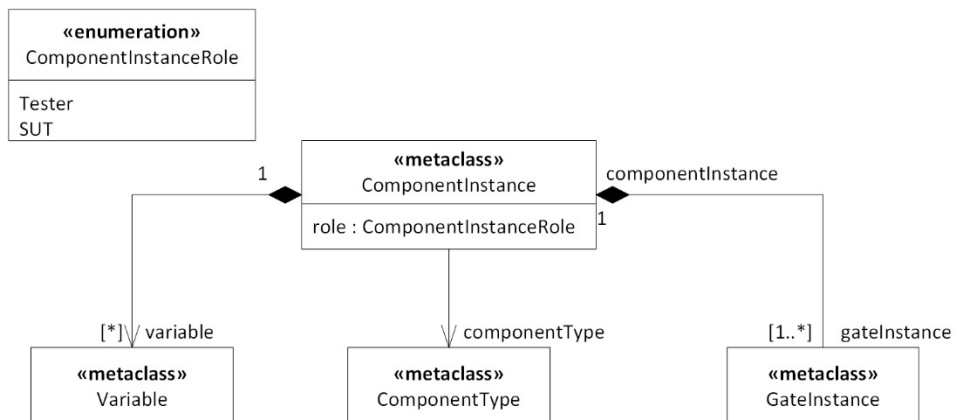 «enumeration»
ComponentInstanceRole
Tester
SUT
«metaclass»
ComponentInstance
role : ComponentInstanceRole
1
componentInstance
1
[*]
variable
componentType
[1..*]
gateInstance
«metaclass»
Variable
«metaclass»
ComponentType
«metaclass»
GateInstance